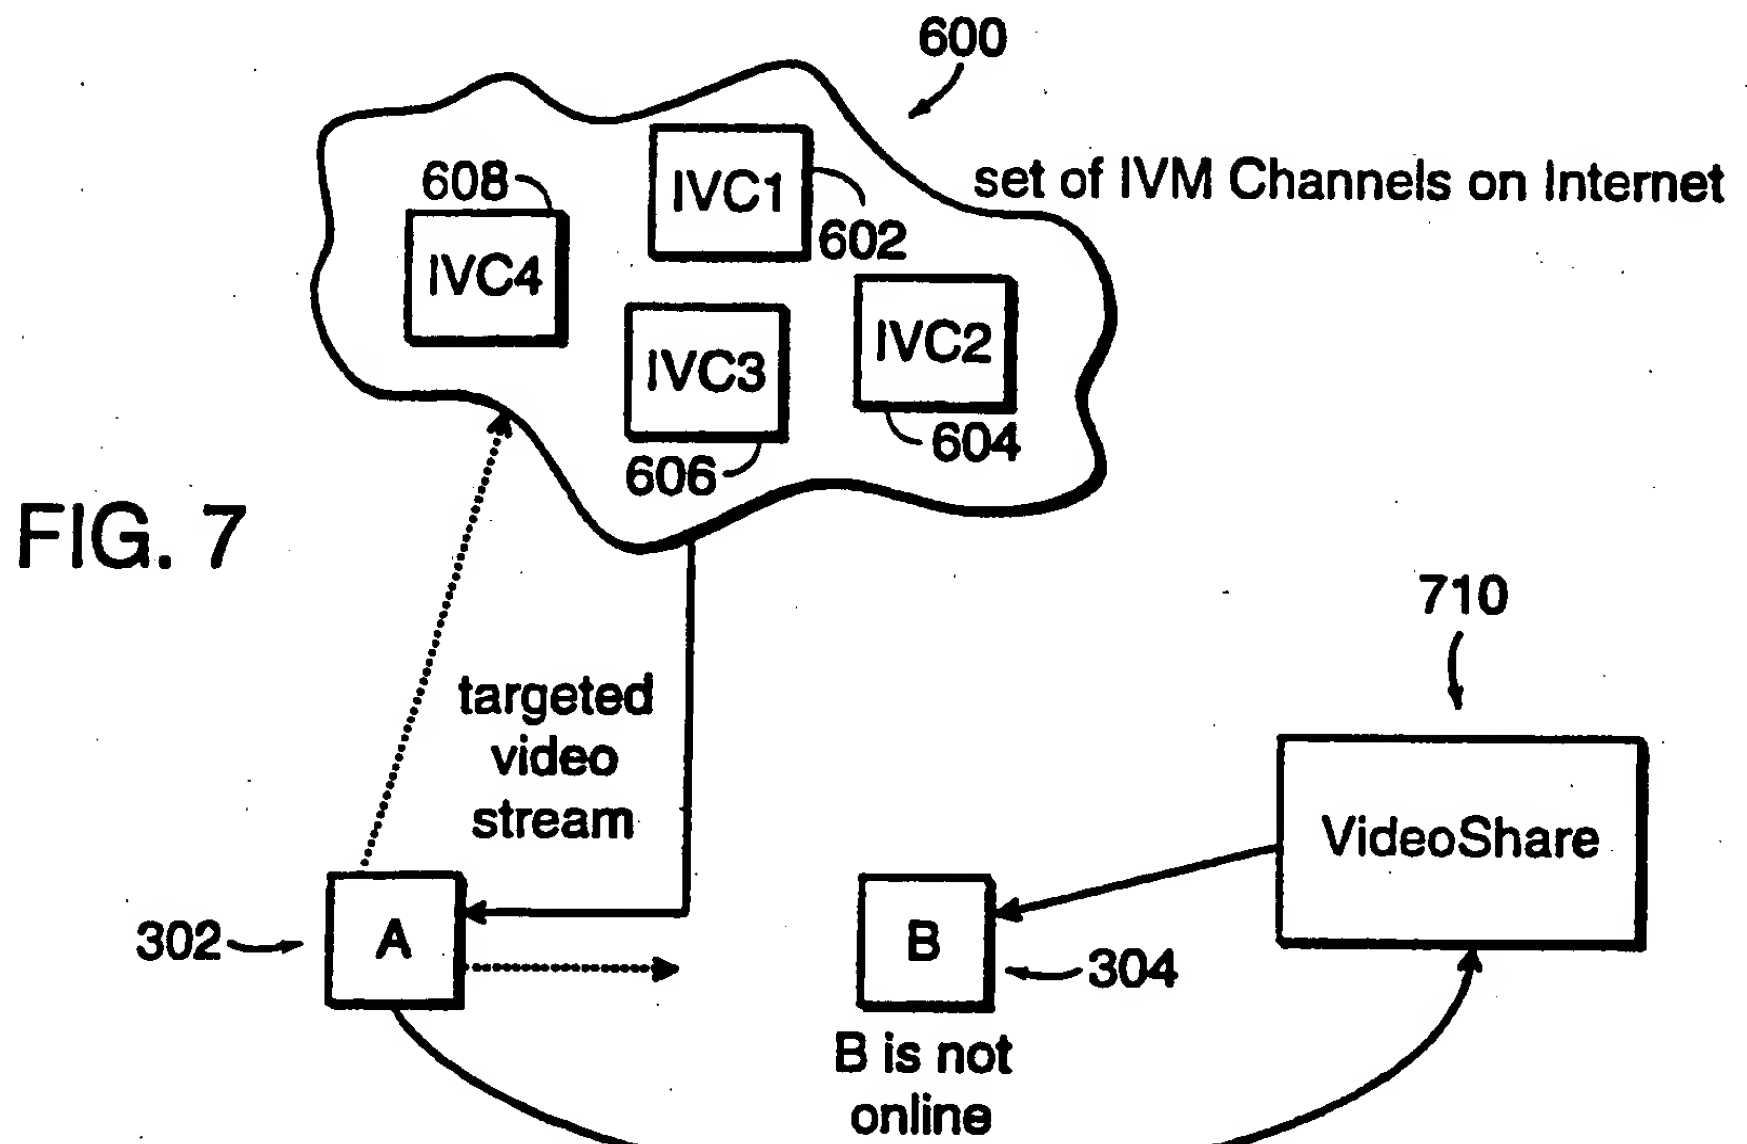 600
set of IVM Channels on Internet
IVC1
602
608
IVC4
IVC2
604
IVC3
606
FIG. 7
710
targeted
video
stream
VideoShare
302
A
B
304
B is not
online